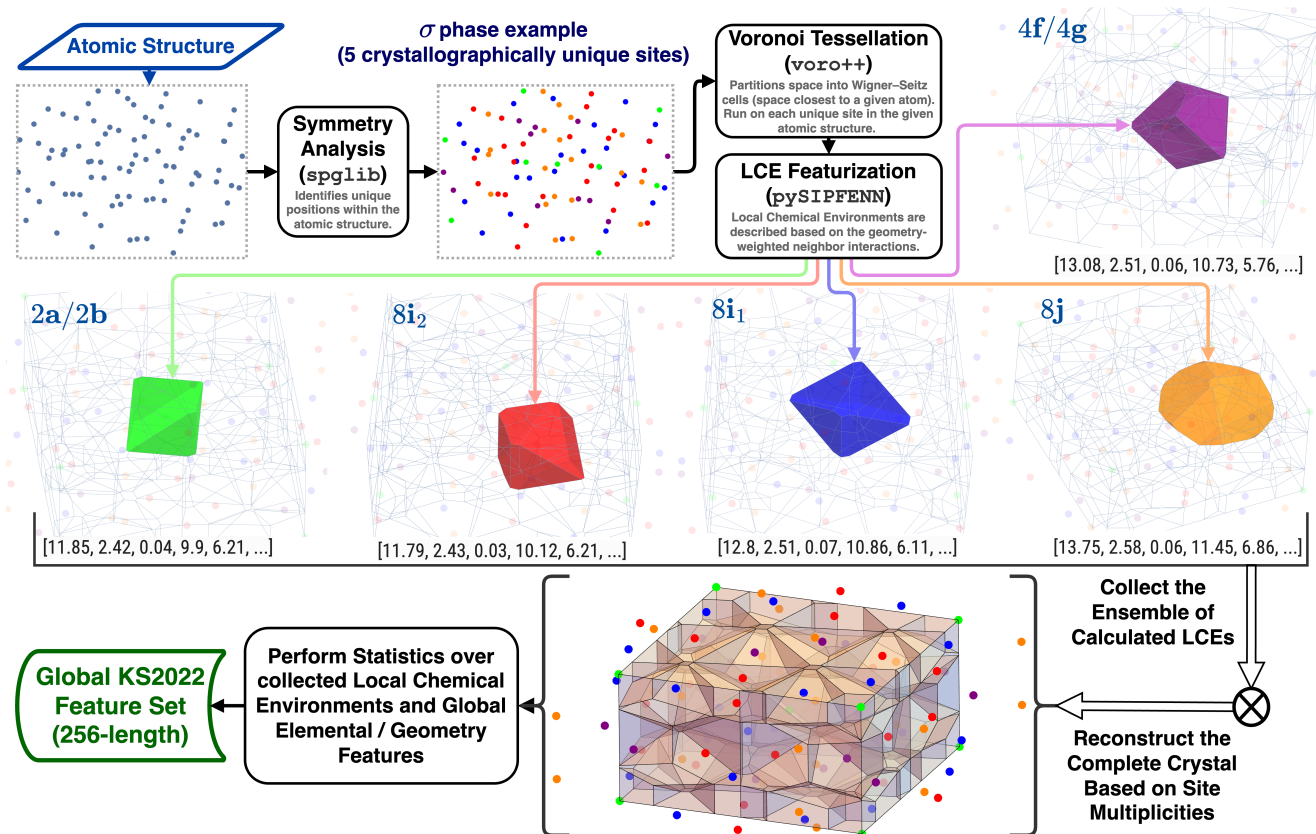 Atomic Structure
σ phase example
(5 crystallographically unique sites)
Symmetry
Analysis
(spglib)
Identifies unique
positions within the
atomic structure.
Voronoi Tessellation
(voro++)
Partitions space into Wigner–Seitz
cells (space closest to a given atom).
Run on each unique site in the given
atomic structure.
LCE Featurization
(pySIPFENN)
Local Chemical Environments are
described based on the geometry-
weighted neighbor interactions.
4f/4g
[13.08, 2.51, 0.06, 10.73, 5.76, ...]
2a/2b
8i₂
8i₁
8j
[11.85, 2.42, 0.04, 9.9, 6.21, ...]
[11.79, 2.43, 0.03, 10.12, 6.21, ...]
[12.8, 2.51, 0.07, 10.86, 6.11, ...]
[13.75, 2.58, 0.06, 11.45, 6.86, ...]
Collect the
Ensemble of
Calculated LCEs
Reconstruct the
Complete Crystal
Based on Site
Multiplicities
Perform Statistics over
collected Local Chemical
Environments and Global
Elemental / Geometry
Features
Global KS2022
Feature Set
(256-length)